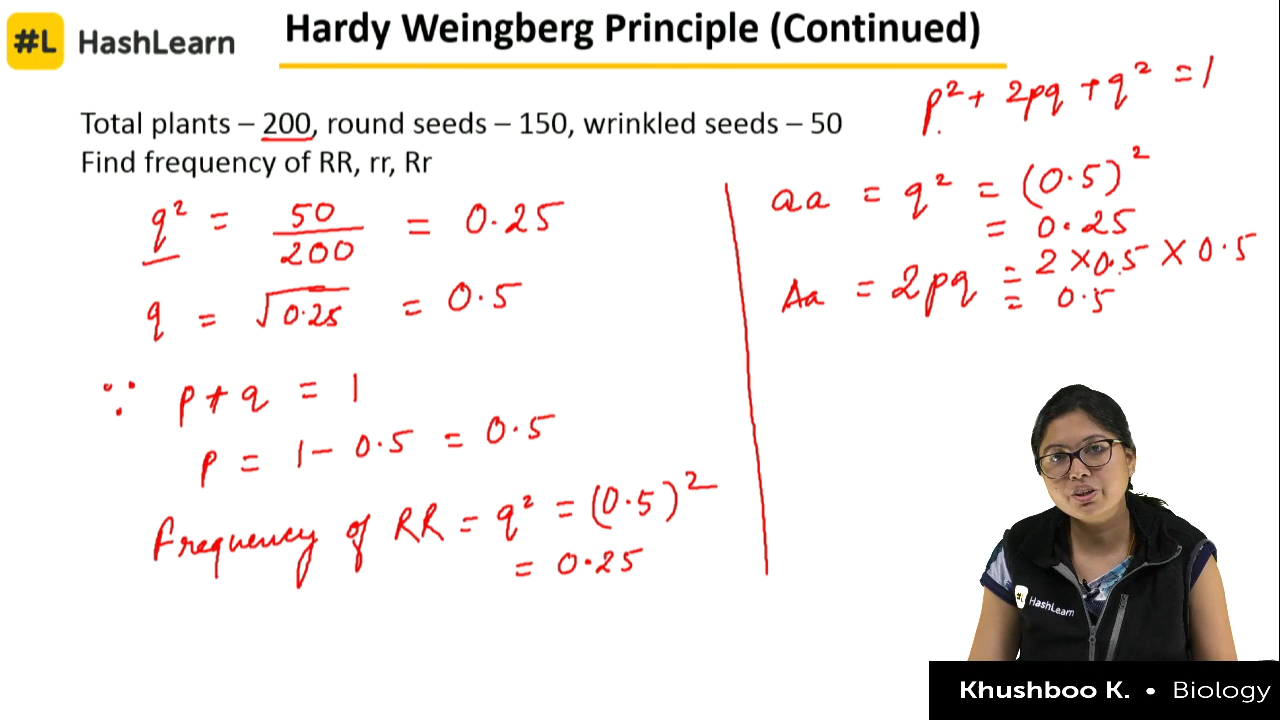 #L HashLearn
Hardy Weingberg Principle (Continued)
Total plants – 200, round seeds – 150, wrinkled seeds – 50
Find frequency of RR, rr, Rr
p² + 2pq + q² = 1
q² = 50/200 = 0.25
q = √0.25 = 0.5
∵ p + q = 1
p = 1 - 0.5 = 0.5
Frequency of RR = q² = (0.5)²
= 0.25
aa = q² = (0.5)²
= 0.25
Aa = 2pq = 2 × 0.5 × 0.5
= 0.5
#L HashLearn
Khushboo K. • Biology